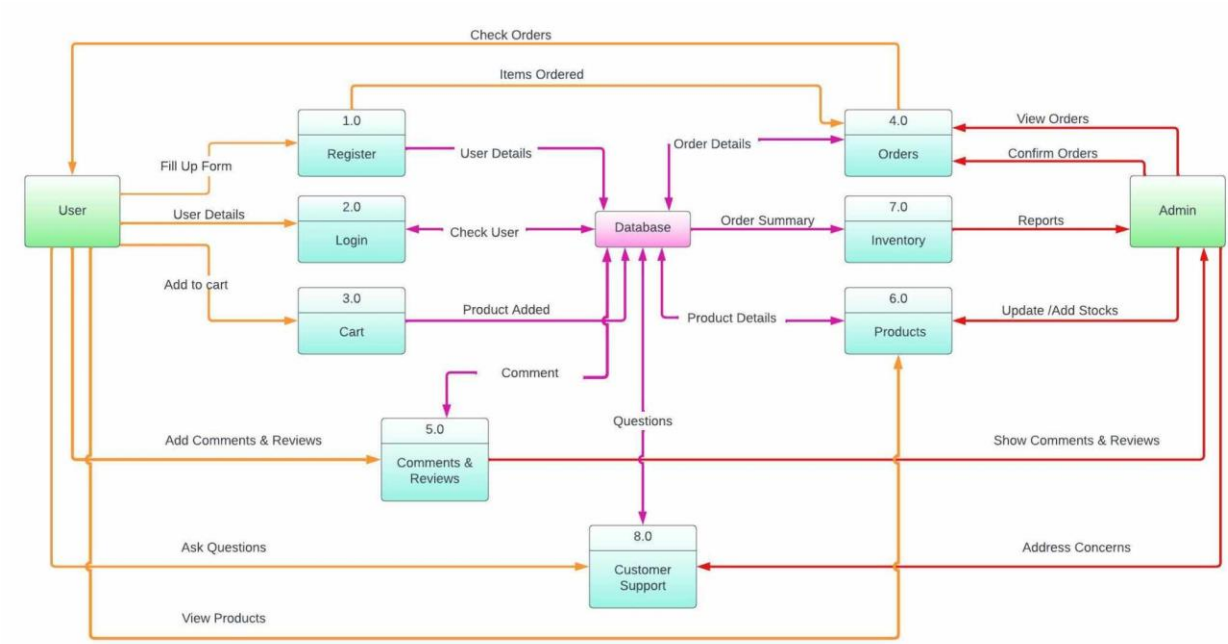 Check Orders
Items Ordered
1.0
Register
4.0
Orders
View Orders
Confirm Orders
Order Details
User Details
Fill Up Form
User
User Details
2.0
Login
Check User
Database
Order Summary
7.0
Inventory
Reports
Admin
Add to cart
3.0
Cart
Product Added
Product Details
6.0
Products
Update /Add Stocks
Comment
5.0
Comments &
Reviews
Questions
Add Comments & Reviews
Show Comments & Reviews
8.0
Customer
Support
Ask Questions
Address Concerns
View Products